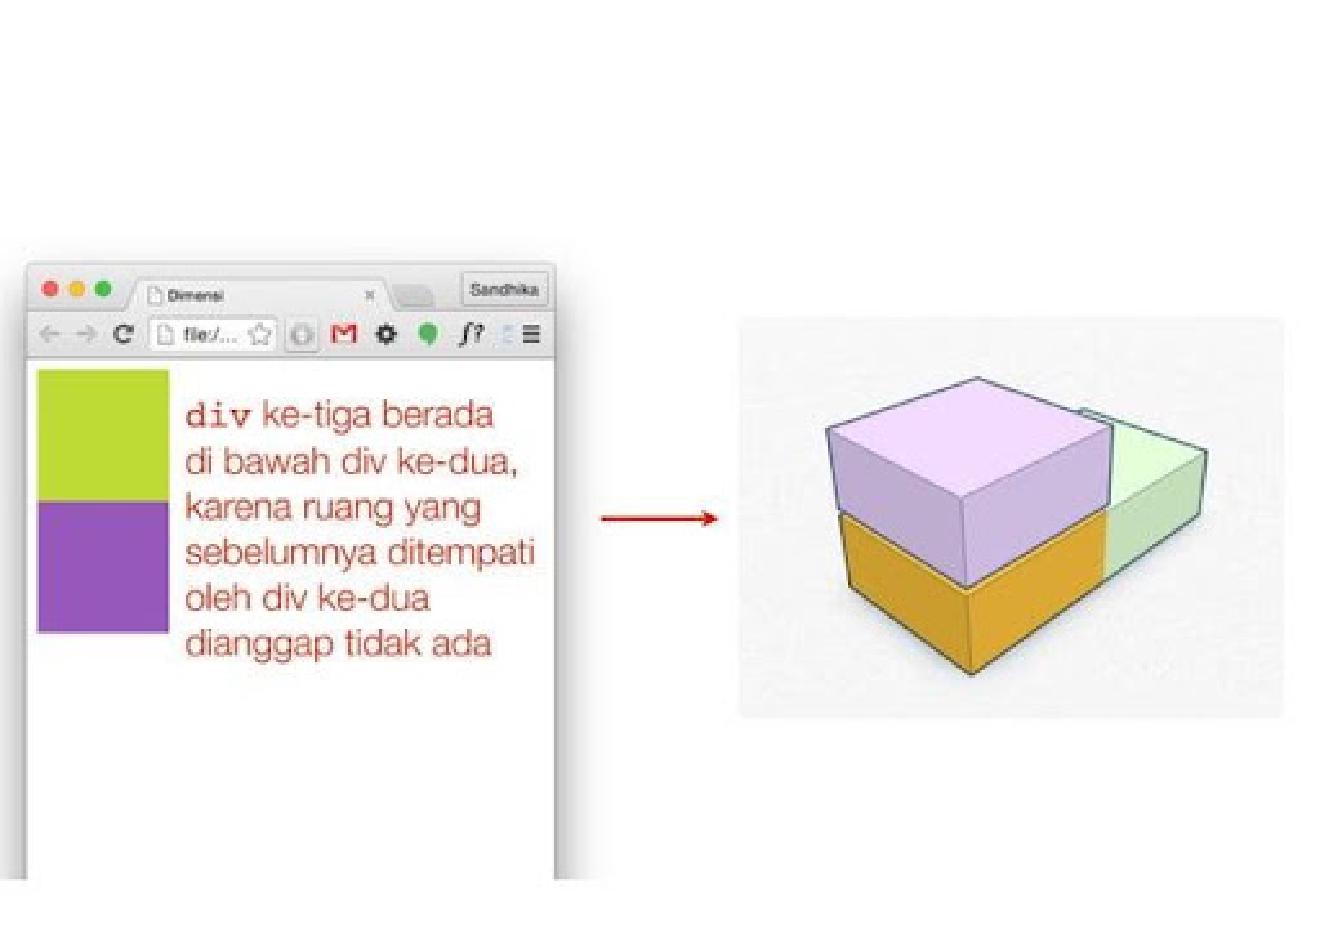 Dimensi
Sandhika
file:/...
div ke-tiga berada
di bawah div ke-dua,
karena ruang yang
sebelumnya ditempati
oleh div ke-dua
dianggap tidak ada